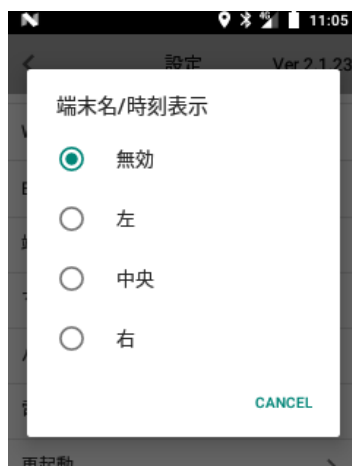 4G 11:05
設定 Ver 2.1.23
端末名/時刻表示
無効
左
中央
右
CANCEL
再起動